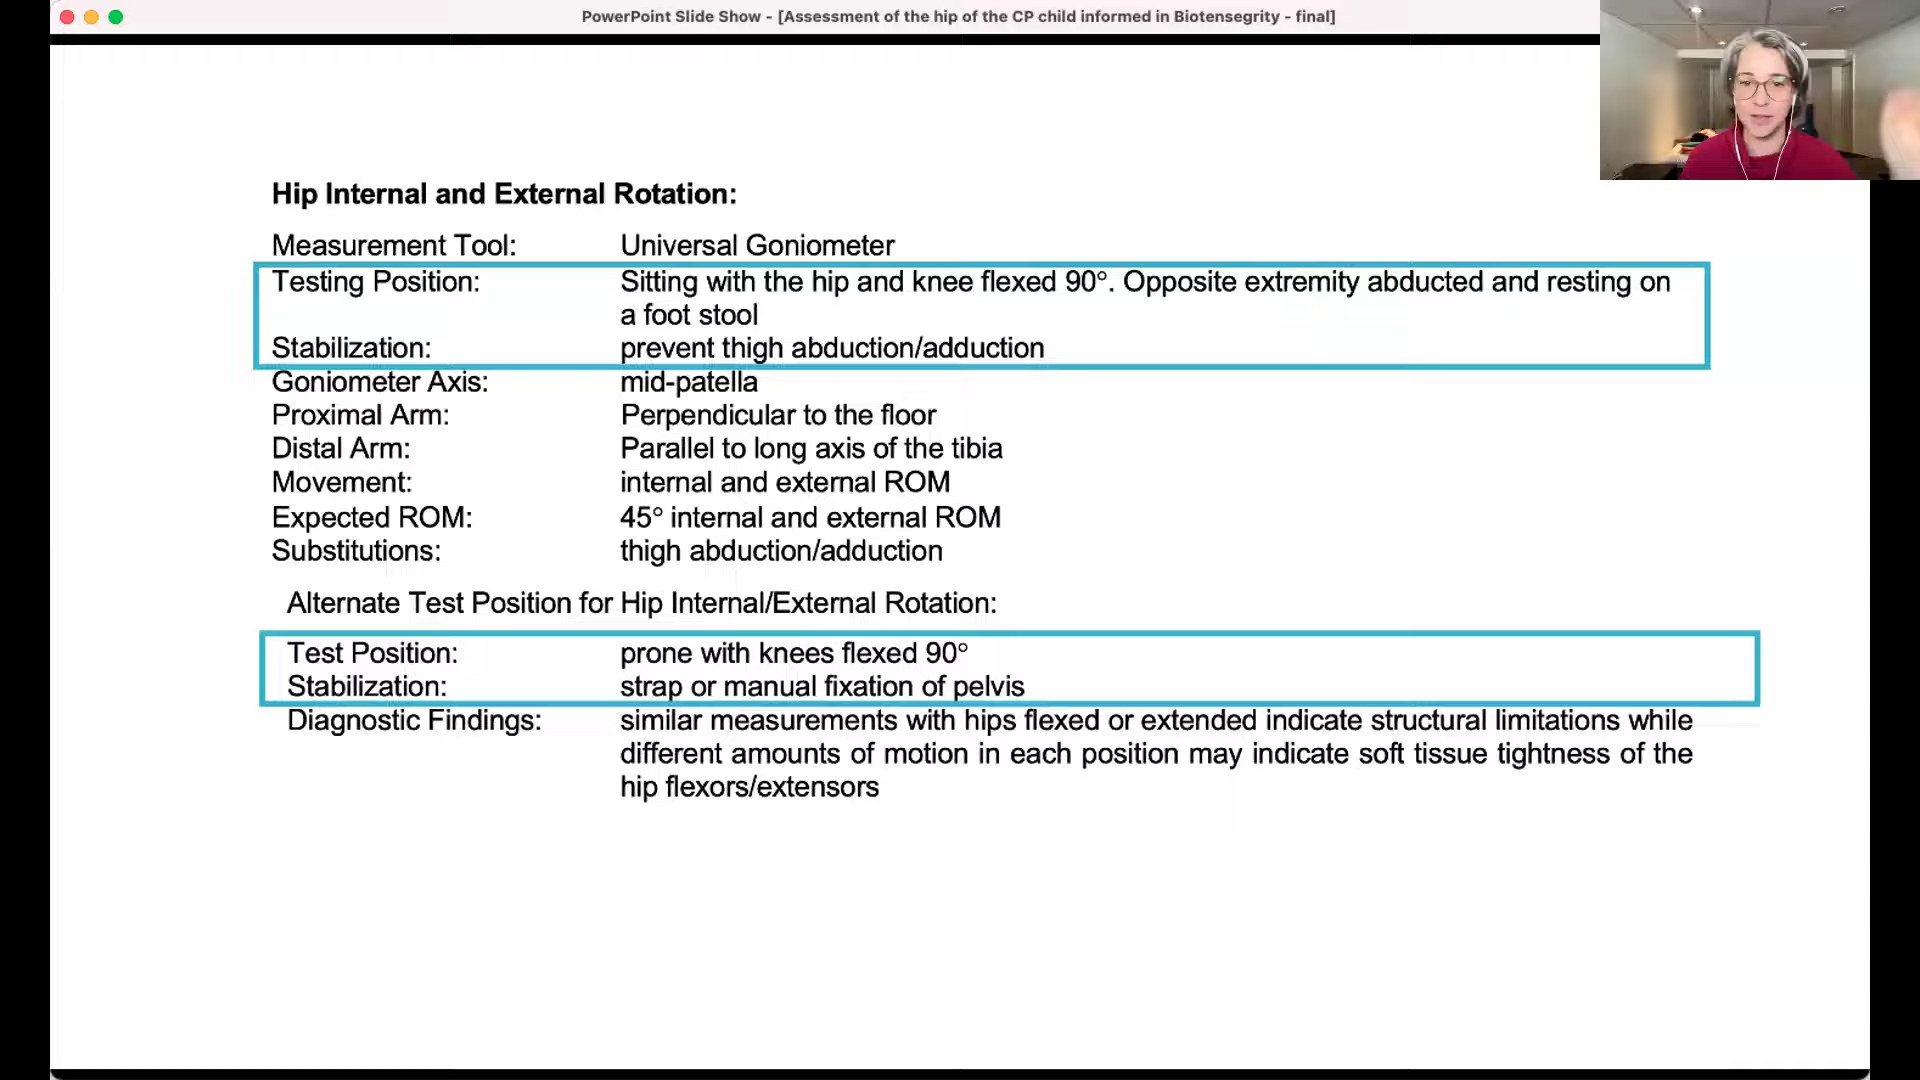 PowerPoint Slide Show - [Assessment of the hip of the CP child informed in Biotensegrity - final]
Hip Internal and External Rotation:
Measurement Tool: Universal Goniometer
Testing Position: Sitting with the hip and knee flexed 90°. Opposite extremity abducted and resting on
a foot stool
Stabilization: prevent thigh abduction/adduction
Goniometer Axis: mid-patella
Proximal Arm: Perpendicular to the floor
Distal Arm: Parallel to long axis of the tibia
Movement: internal and external ROM
Expected ROM: 45° internal and external ROM
Substitutions: thigh abduction/adduction
Alternate Test Position for Hip Internal/External Rotation:
Test Position: prone with knees flexed 90°
Stabilization: strap or manual fixation of pelvis
Diagnostic Findings: similar measurements with hips flexed or extended indicate structural limitations while
different amounts of motion in each position may indicate soft tissue tightness of the
hip flexors/extensors